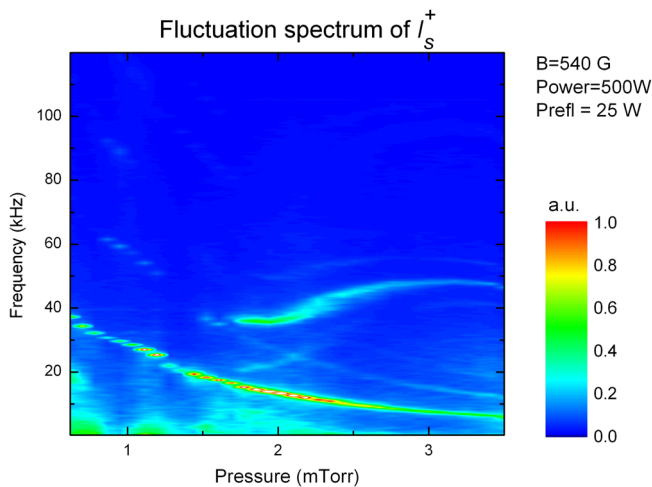 Fluctuation spectrum of I_S^+
B=540 G
Power=500W
Prefl = 25 W
100
80
60
40
20
Frequency (kHz)
1
2
3
Pressure (mTorr)
a.u.
1.0
0.8
0.6
0.4
0.2
0.0